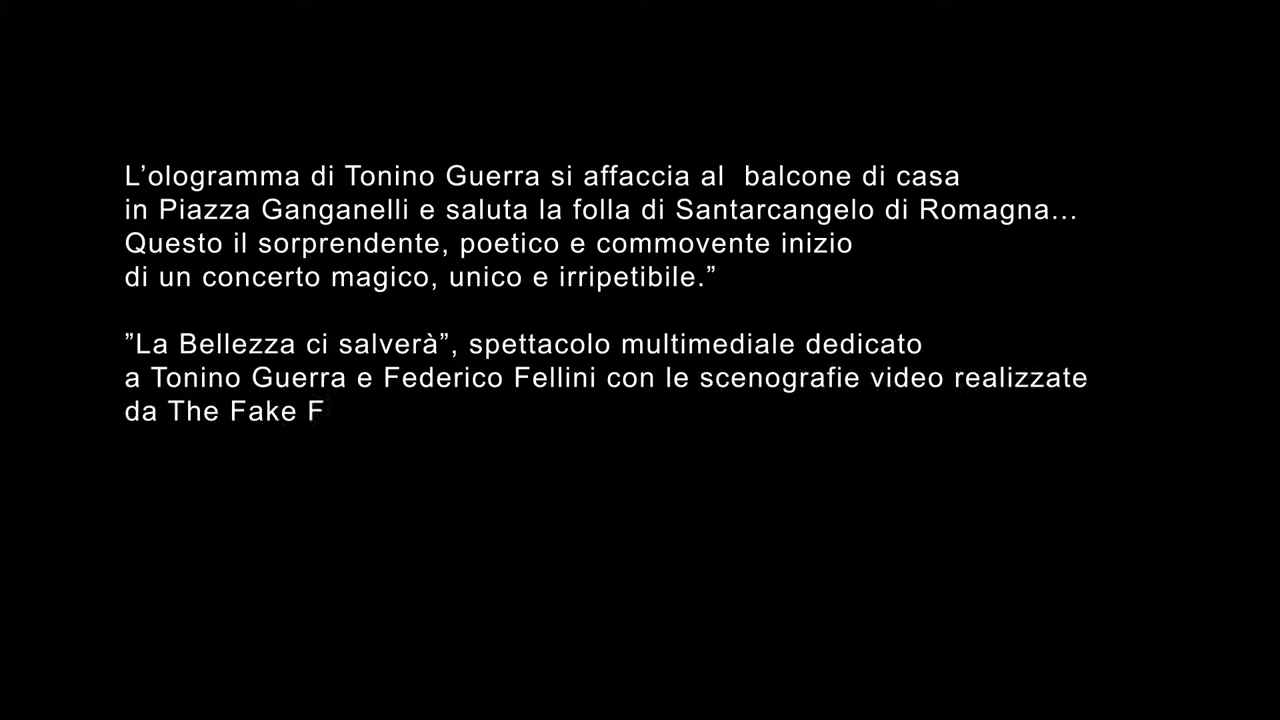 L’ologramma di Tonino Guerra si affaccia al  balcone di casa
in Piazza Ganganelli e saluta la folla di Santarcangelo di Romagna...
Questo il sorprendente, poetico e commovente inizio
di un concerto magico, unico e irripetibile.”
”La Bellezza ci salverà”, spettacolo multimediale dedicato
a Tonino Guerra e Federico Fellini con le scenografie video realizzate
da The Fake F